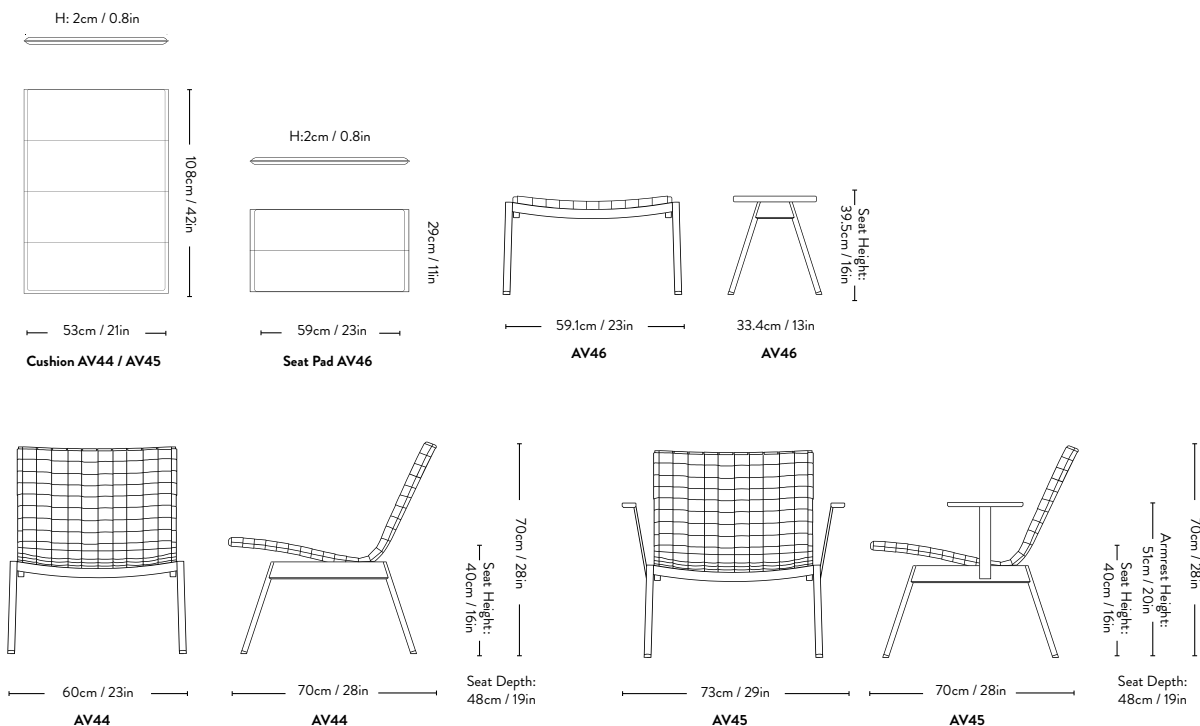 H: 2cm / 0.8in
108cm / 42in
53cm / 21in
Cushion AV44 / AV45
H:2cm / 0.8in
29cm / 11in
59cm / 23in
Seat Pad AV46
59.1cm / 23in
AV46
33.4cm / 13in
AV46
Seat Height:
39.5cm / 16in
60cm / 23in
AV44
70cm / 28in
AV44
Seat Height:
40cm / 16in
70cm / 28in
Seat Depth:
48cm / 19in
73cm / 29in
AV45
70cm / 28in
AV45
Seat Height:
40cm / 16in
Armrest Height:
51cm / 20in
70cm / 28in
Seat Depth:
48cm / 19in